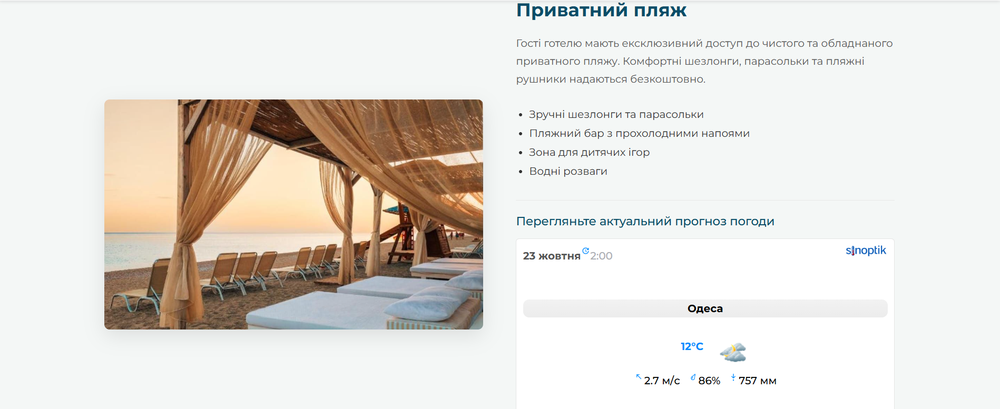 Приватний пляж
Гості готелю мають ексклюзивний доступ до чистого та обладнаного
приватного пляжу. Комфортні шезлонги, парасольки та пляжні
рушники надаються безкоштовно.
• Зручні шезлонги та парасольки
• Пляжний бар з прохолодними напоями
• Зона для дитячих ігор
• Водні розваги
Перегляньте актуальний прогноз погоди
23 жовтня 2:00
sinoptik
Одеса
12°C
2.7 м/с 86% 757 мм